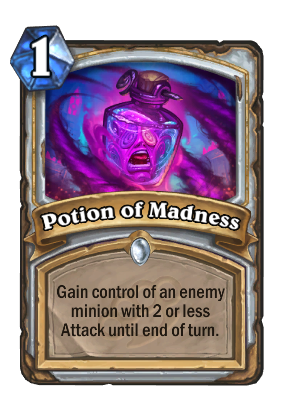 1
Potion of Madness
Gain control of an enemy
minion with 2 or less
Attack until end of turn.